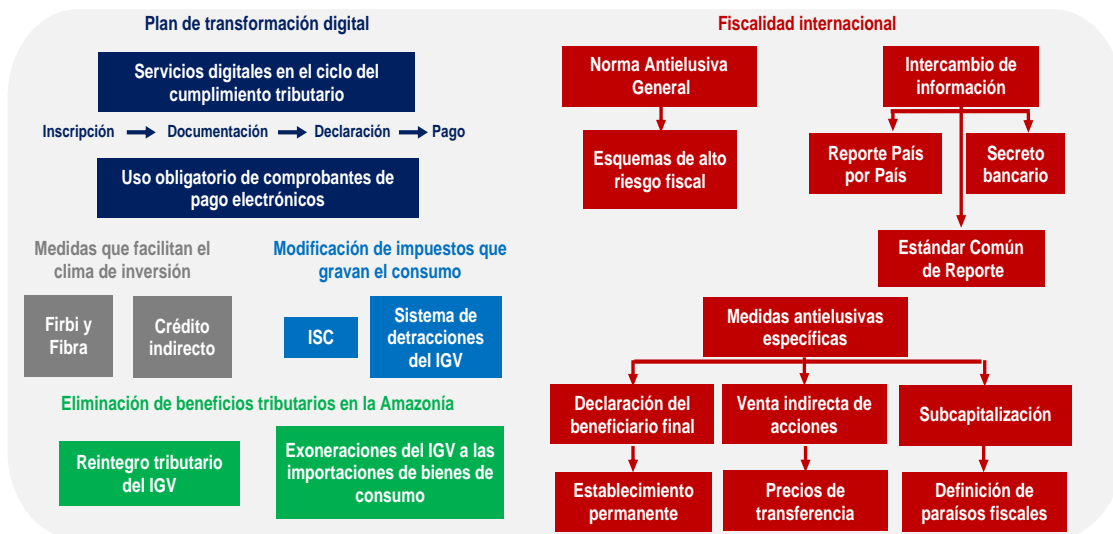 Plan de transformación digital
Servicios digitales en el ciclo del
cumplimiento tributario
Inscripción
Documentación
Declaración
Pago
Uso obligatorio de comprobantes de
pago electrónicos
Medidas que facilitan el
clima de inversión
Firbi y
Fibra
Crédito
indirecto
Modificación de impuestos que
gravan el consumo
ISC
Sistema de
detracciones
del IGV
Eliminación de beneficios tributarios en la Amazonía
Reintegro tributario
del IGV
Exoneraciones del IGV a las
importaciones de bienes de
consumo
Fiscalidad internacional
Norma Antielusiva
General
Esquemas de alto
riesgo fiscal
Intercambio de
información
Reporte País
por País
Secreto
bancario
Estándar Común
de Reporte
Medidas antielusivas
específicas
Declaración del
beneficiario final
Venta indirecta de
acciones
Subcapitalización
Establecimiento
permanente
Precios de
transferencia
Definición de
paraísos fiscales